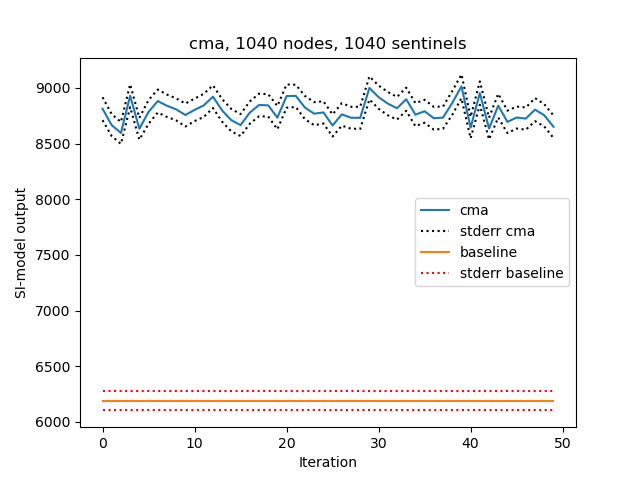 cma, 1040 nodes, 1040 sentinels
9000
8500
8000
7500
7000
6500
6000
SI-model output
cma
stderr cma
baseline
stderr baseline
0 10 20 30 40 50
Iteration